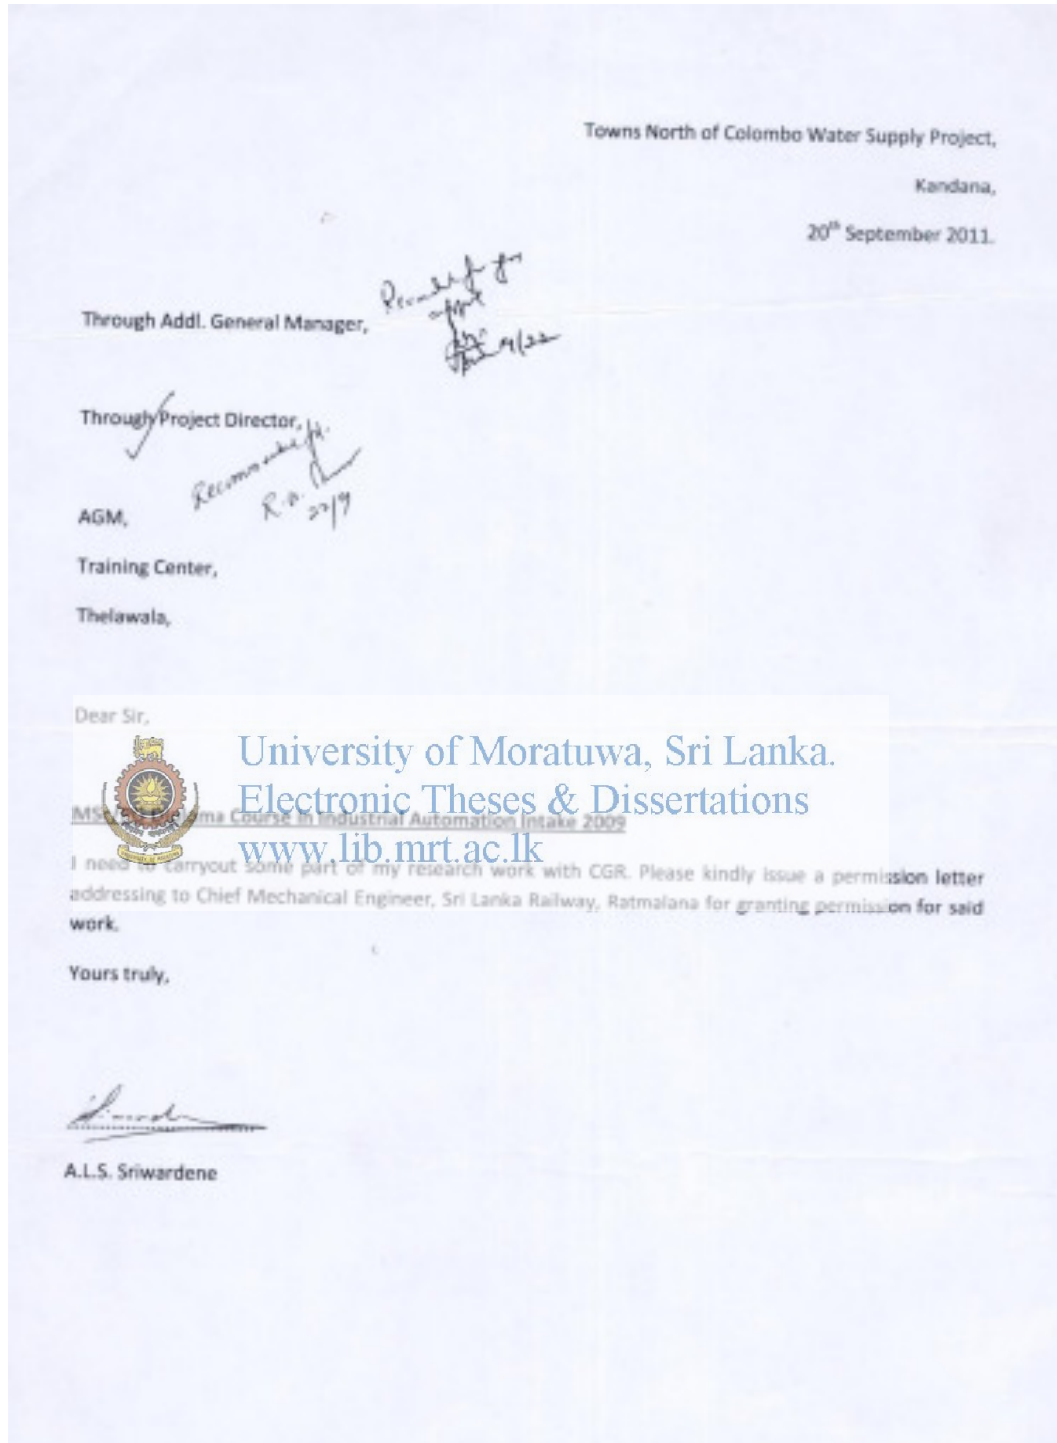 Towns North of Colombo Water Supply Project,
Kandana,
20th September 2011.
Through Addl. General Manager,
9/22
Through Project Director,
22/9
AGM,
Training Center,
Thelawala,
Dear Sir,
University of Moratuwa, Sri Lanka.
Electronic Theses & Dissertations
www.lib.mrt.ac.lk
Course in Industrial Automation Intake 2009
I need to carryout some part of my research work with CGR. Please kindly issue a permission letter
addressing to Chief Mechanical Engineer, Sri Lanka Railway, Ratmalana for granting permission for said
work.
Yours truly,
A.L.S. Sriwardene